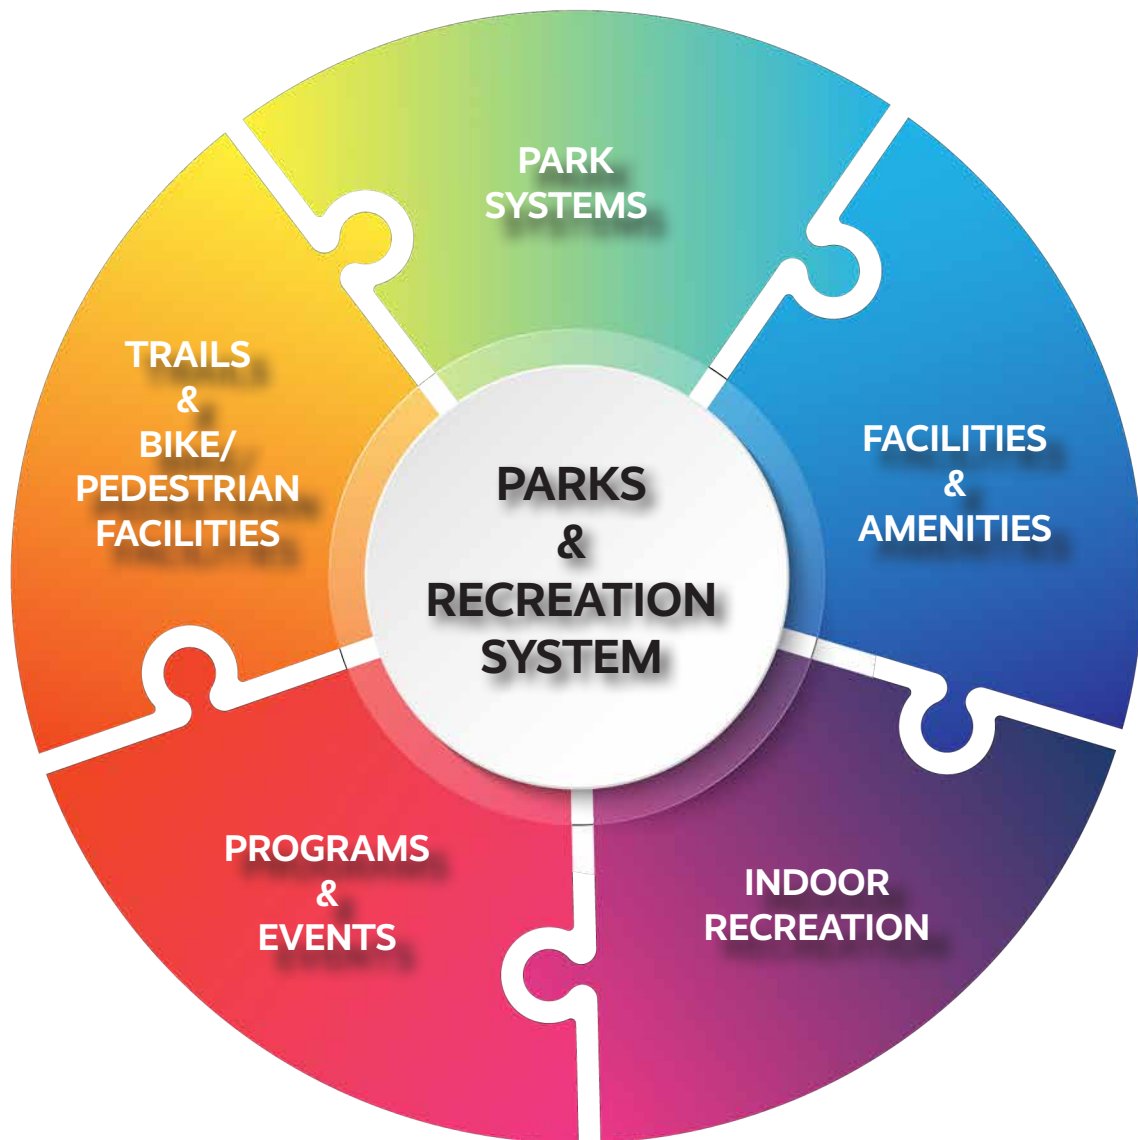 PARK
SYSTEMS
TRAILS
&
BIKE/
PEDESTRIAN
FACILITIES
FACILITIES
&
AMENITIES
PARKS
&
RECREATION
SYSTEM
PROGRAMS
&
EVENTS
INDOOR
RECREATION